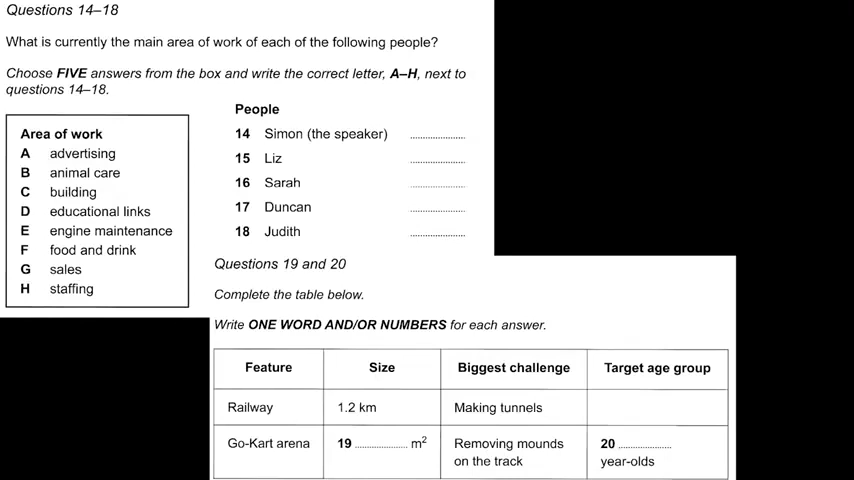 Questions 14–18
What is currently the main area of work of each of the following people?
Choose FIVE answers from the box and write the correct letter, A–H, next to
questions 14–18.
Area of work
A advertising
B animal care
C building
D educational links
E engine maintenance
F food and drink
G sales
H staffing
People
14 Simon (the speaker) ....................
15 Liz ....................
16 Sarah ....................
17 Duncan ....................
18 Judith ....................
Questions 19 and 20
Complete the table below.
Write ONE WORD AND/OR NUMBERS for each answer.
Feature Size Biggest challenge Target age group
Railway 1.2 km Making tunnels
Go-Kart arena 19 .................... m² Removing mounds 20 ....................
on the track year-olds